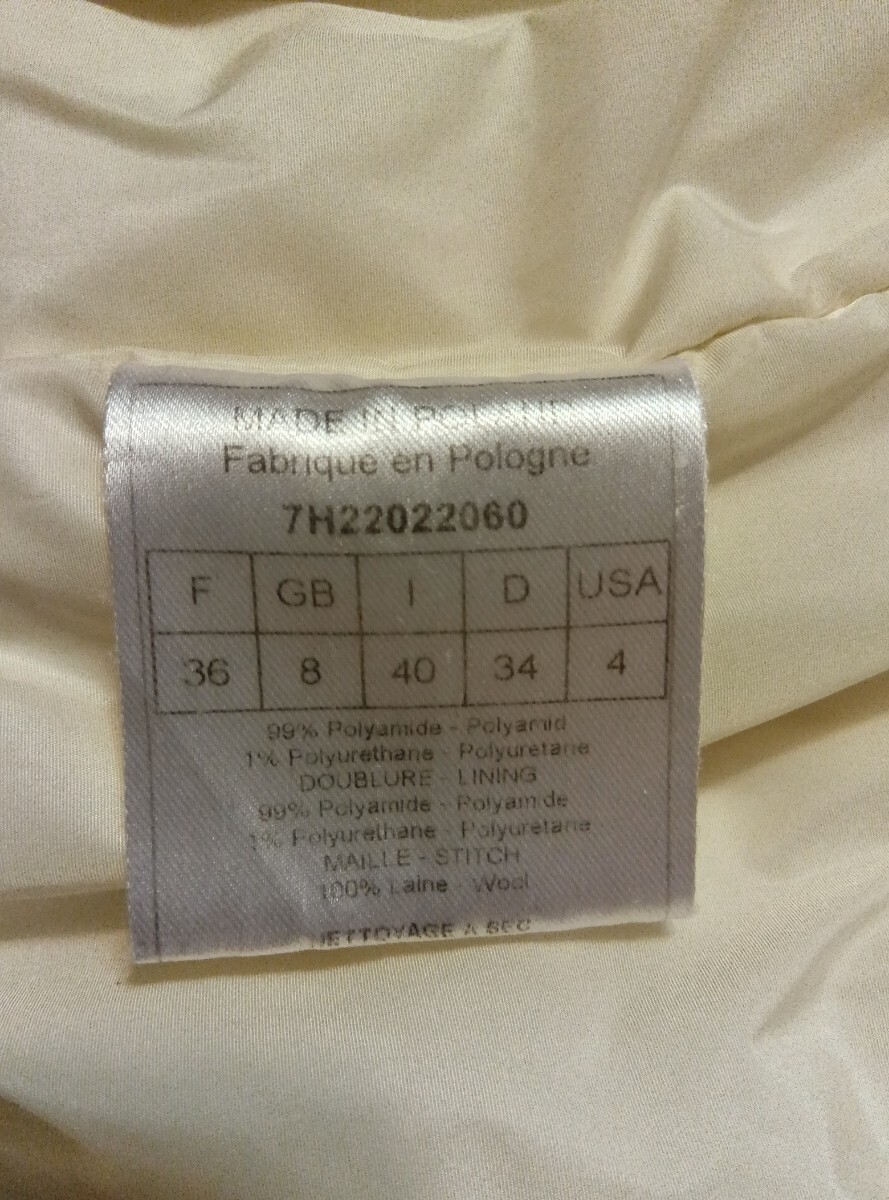 MADE IN POLAND
Fabrique en Pologne
7H22022060
F GB I D USA
36 8 40 34 4
99% Polyamide - Polyamid
1% Polyurethane - Polyuretane
DOUBLURE - LINING
99% Polyamide - Polyamide
1% Polyurethane - Polyuretane
MAILLE - STITCH
100% Laine - Wool
NETTOYAGE A SEC